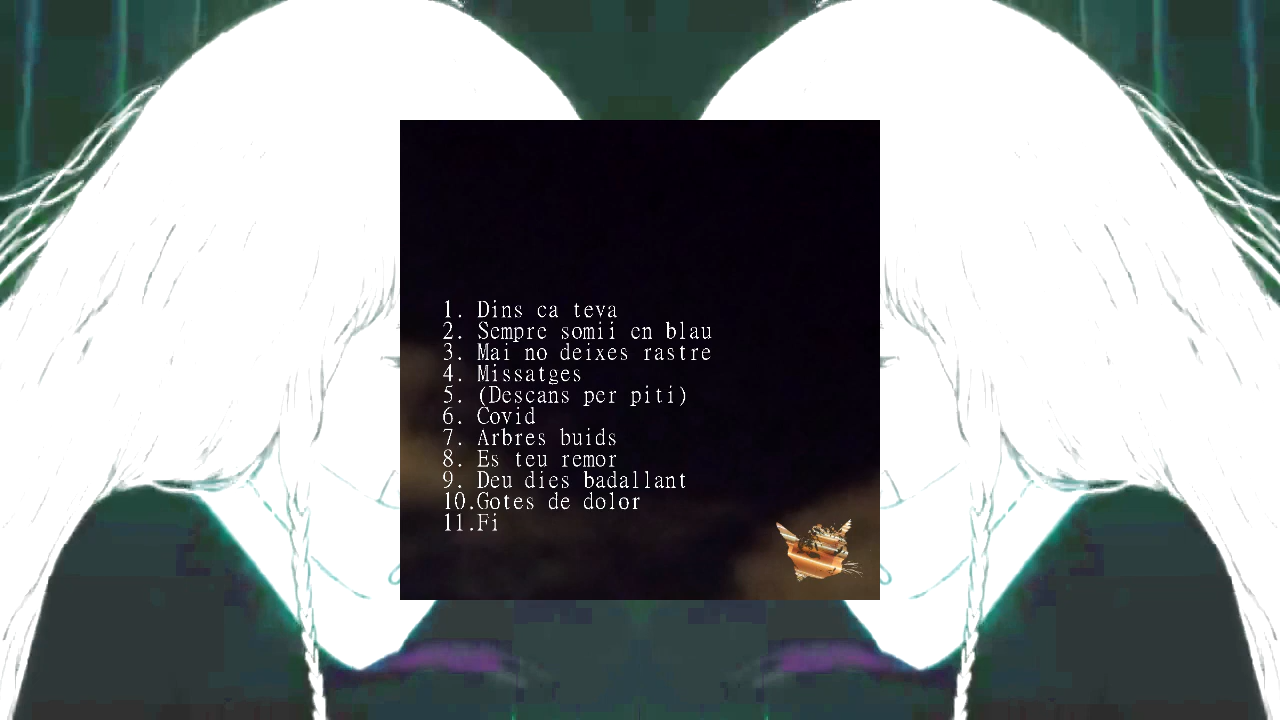 1. Dins ca teva
2. Sempre somii en blau
3. Mai no deixes rastre
4. Missatges
5. (Descans per piti)
6. Covid
7. Arbres buids
8. Es teu remor
9. Deu dies badallant
10.Gotes de dolor
11.Fi